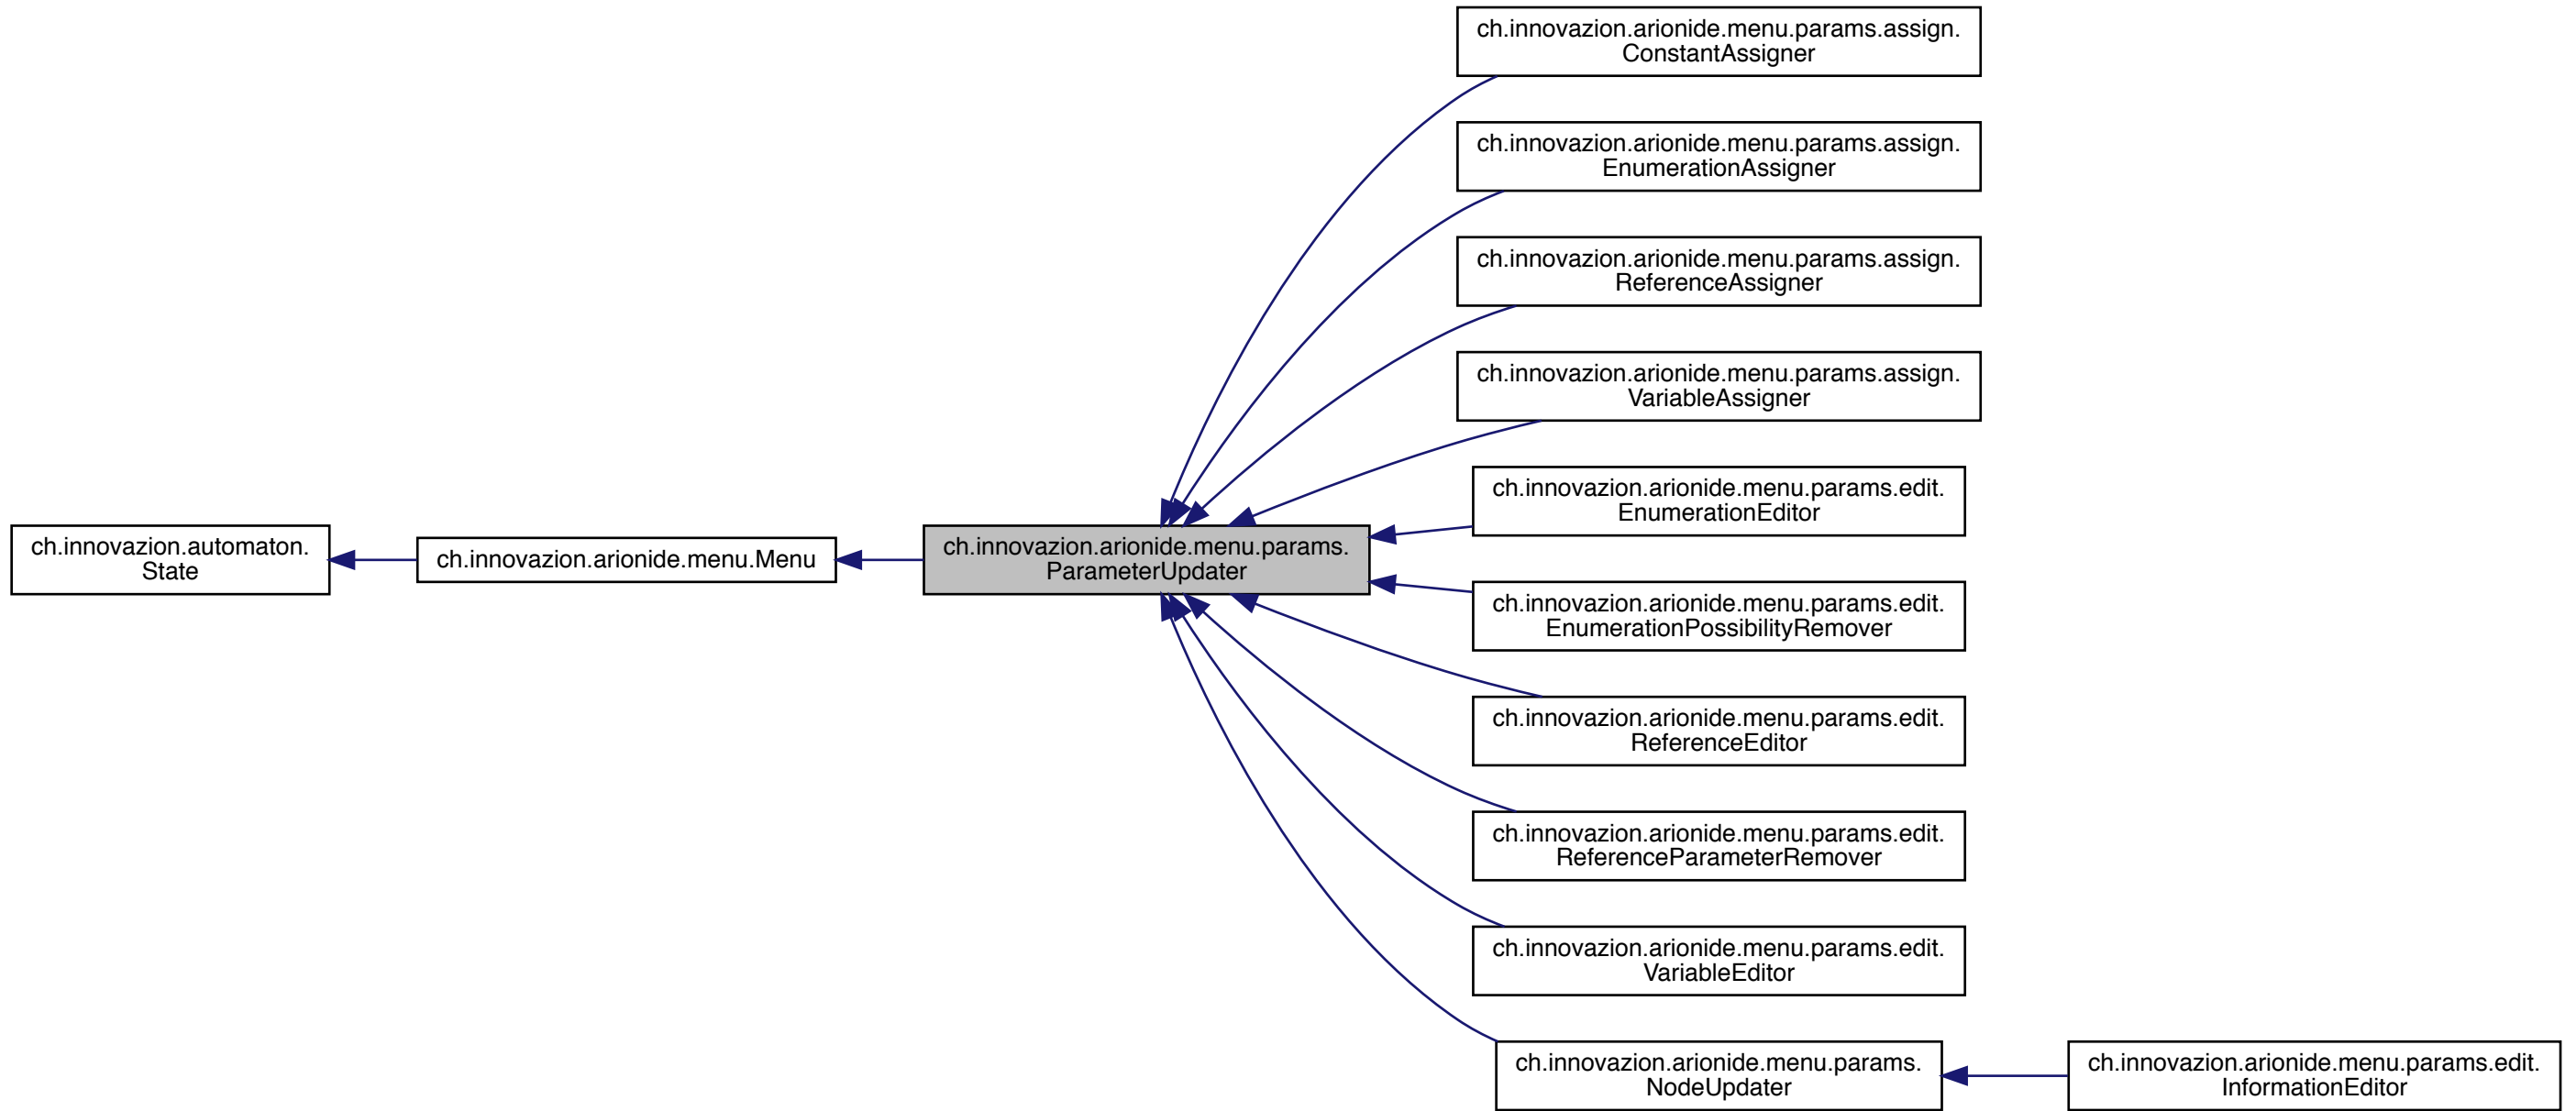 ch.innovazion.automaton.
State
ch.innovazion.arionide.menu.Menu
ch.innovazion.arionide.menu.params.
ParameterUpdater
ch.innovazion.arionide.menu.params.assign.
ConstantAssigner
ch.innovazion.arionide.menu.params.assign.
EnumerationAssigner
ch.innovazion.arionide.menu.params.assign.
ReferenceAssigner
ch.innovazion.arionide.menu.params.assign.
VariableAssigner
ch.innovazion.arionide.menu.params.edit.
EnumerationEditor
ch.innovazion.arionide.menu.params.edit.
EnumerationPossibilityRemover
ch.innovazion.arionide.menu.params.edit.
ReferenceEditor
ch.innovazion.arionide.menu.params.edit.
ReferenceParameterRemover
ch.innovazion.arionide.menu.params.edit.
VariableEditor
ch.innovazion.arionide.menu.params.
NodeUpdater
ch.innovazion.arionide.menu.params.edit.
InformationEditor